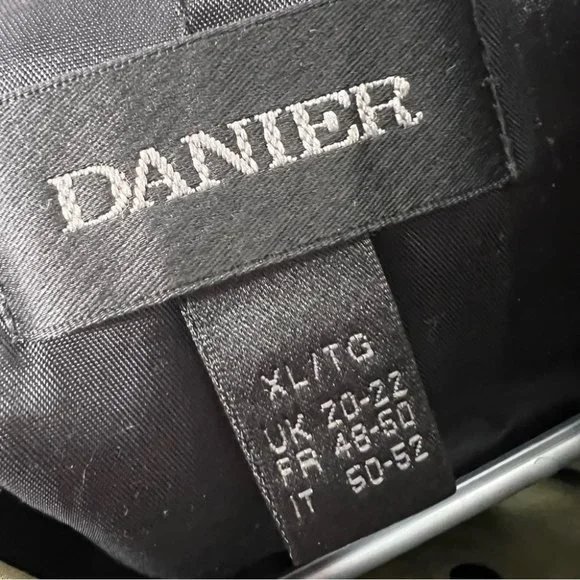 DANIER
XL/TG
UK 20-22
FR 48-50
IT 50-52